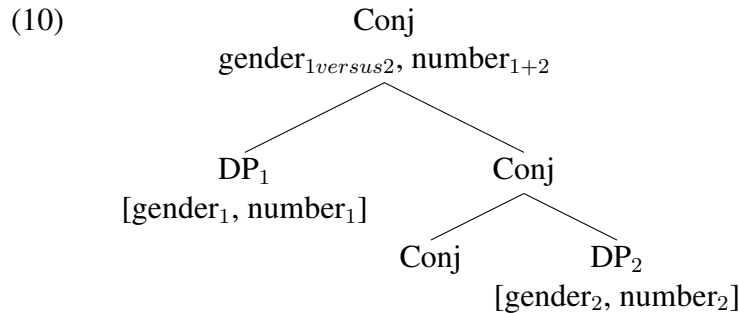 (10) Conj
gender₁ᵥₑᵣₛᵤₛ₂, number₁₊₂
DP₁ Conj
[gender₁, number₁]
Conj DP₂
[gender₂, number₂]